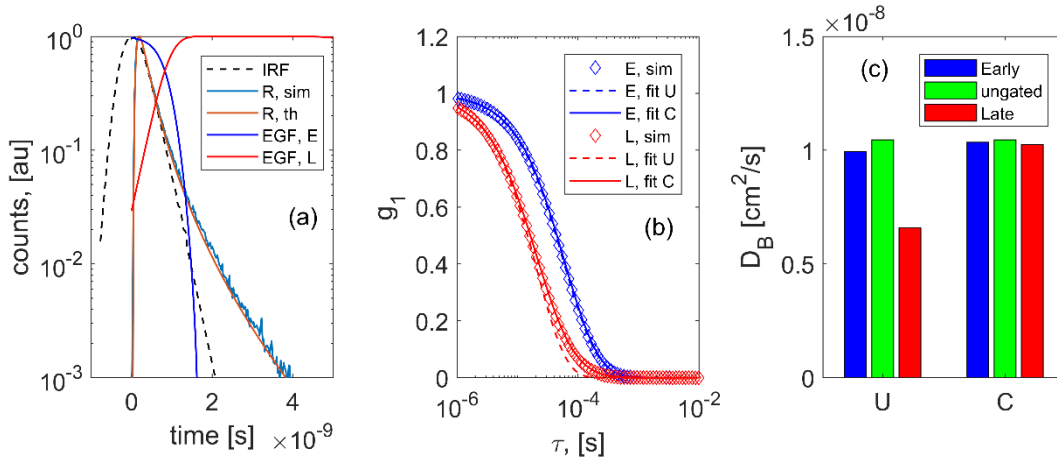 10^0
10^-1
10^-2
10^-3
counts, [au]
IRF
R, sim
R, th
EGF, E
EGF, L
(a)
0 2 4
time [s] ×10^-9
1.2
1
0.8
0.6
0.4
0.2
0
g_1
E, sim
E, fit U
E, fit C
L, sim
L, fit U
L, fit C
(b)
10^-6 10^-4 10^-2
τ, [s]
×10^-8
1.5
1
0.5
0
D_B [cm^2/s]
(c)
Early
ungated
Late
U C